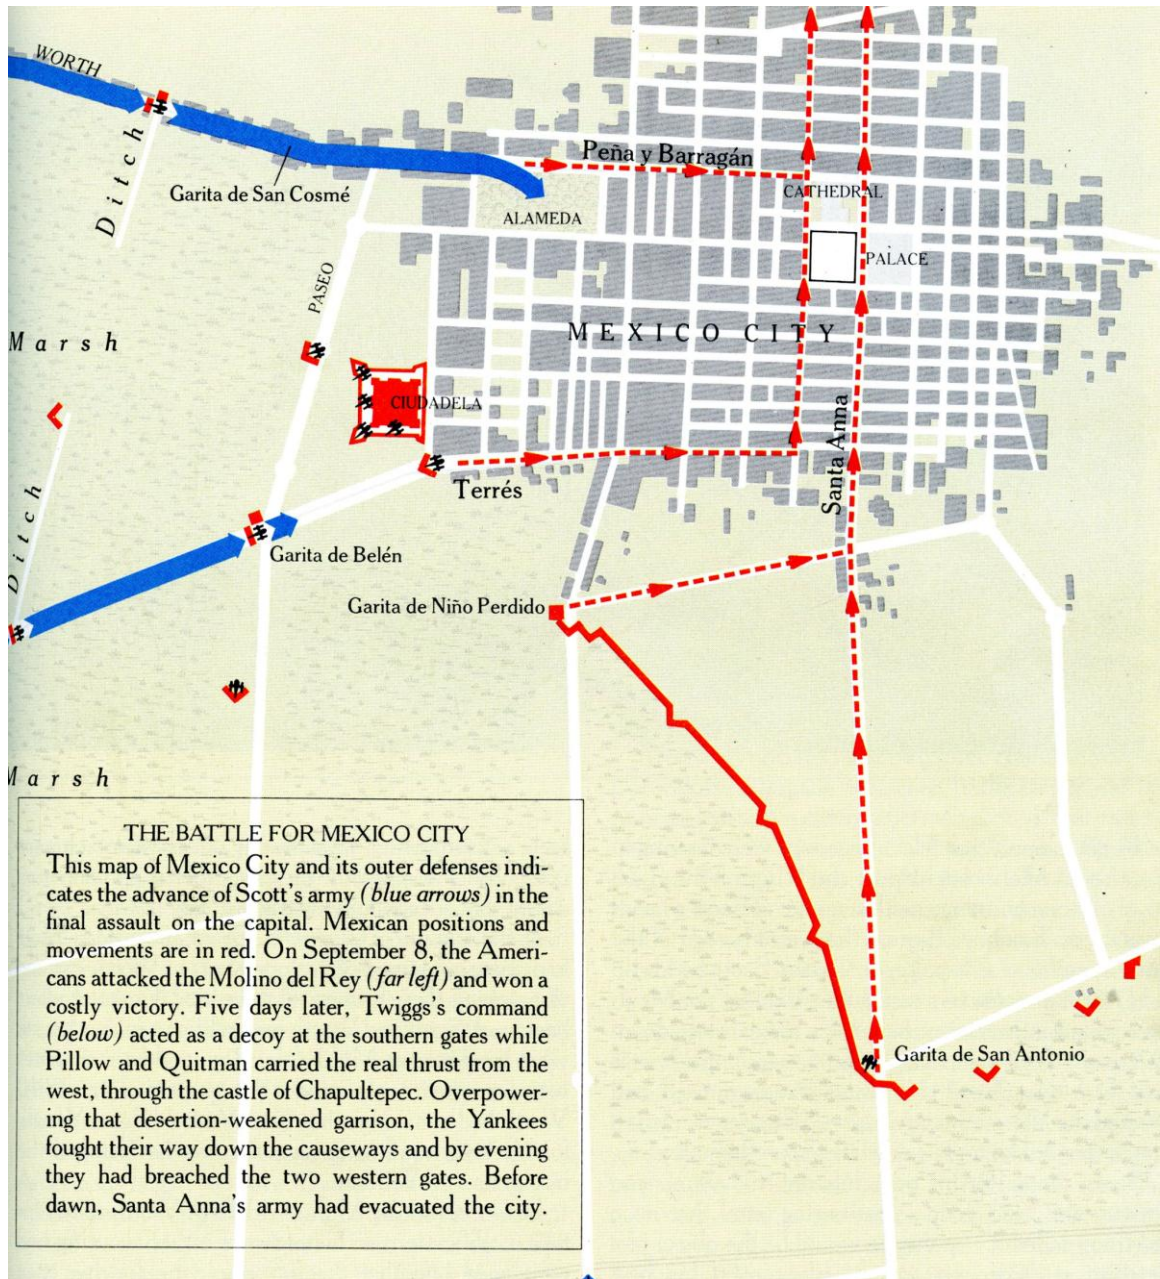 WORTH
Ditch
Garita de San Cosmé
Peña y Barragán
CATHEDRAL
ALAMEDA
PALACE
PASEO
MEXICO CITY
Marsh
CIUDADELA
Santa Anna
Terrés
Ditch
Garita de Belén
Garita de Niño Perdido
Marsh
Garita de San Antonio
THE BATTLE FOR MEXICO CITY
This map of Mexico City and its outer defenses indi-
cates the advance of Scott's army (blue arrows) in the
final assault on the capital. Mexican positions and
movements are in red. On September 8, the Ameri-
cans attacked the Molino del Rey (far left) and won a
costly victory. Five days later, Twiggs's command
(below) acted as a decoy at the southern gates while
Pillow and Quitman carried the real thrust from the
west, through the castle of Chapultepec. Overpower-
ing that desertion-weakened garrison, the Yankees
fought their way down the causeways and by evening
they had breached the two western gates. Before
dawn, Santa Anna's army had evacuated the city.